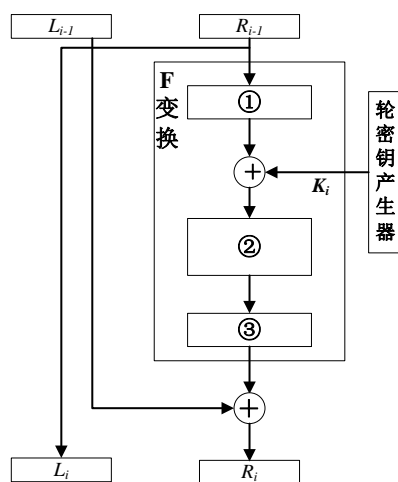 L_{i-1}
R_{i-1}
F
变
换
①
+
K_i
轮
密
钥
产
生
器
②
③
+
L_i
R_i